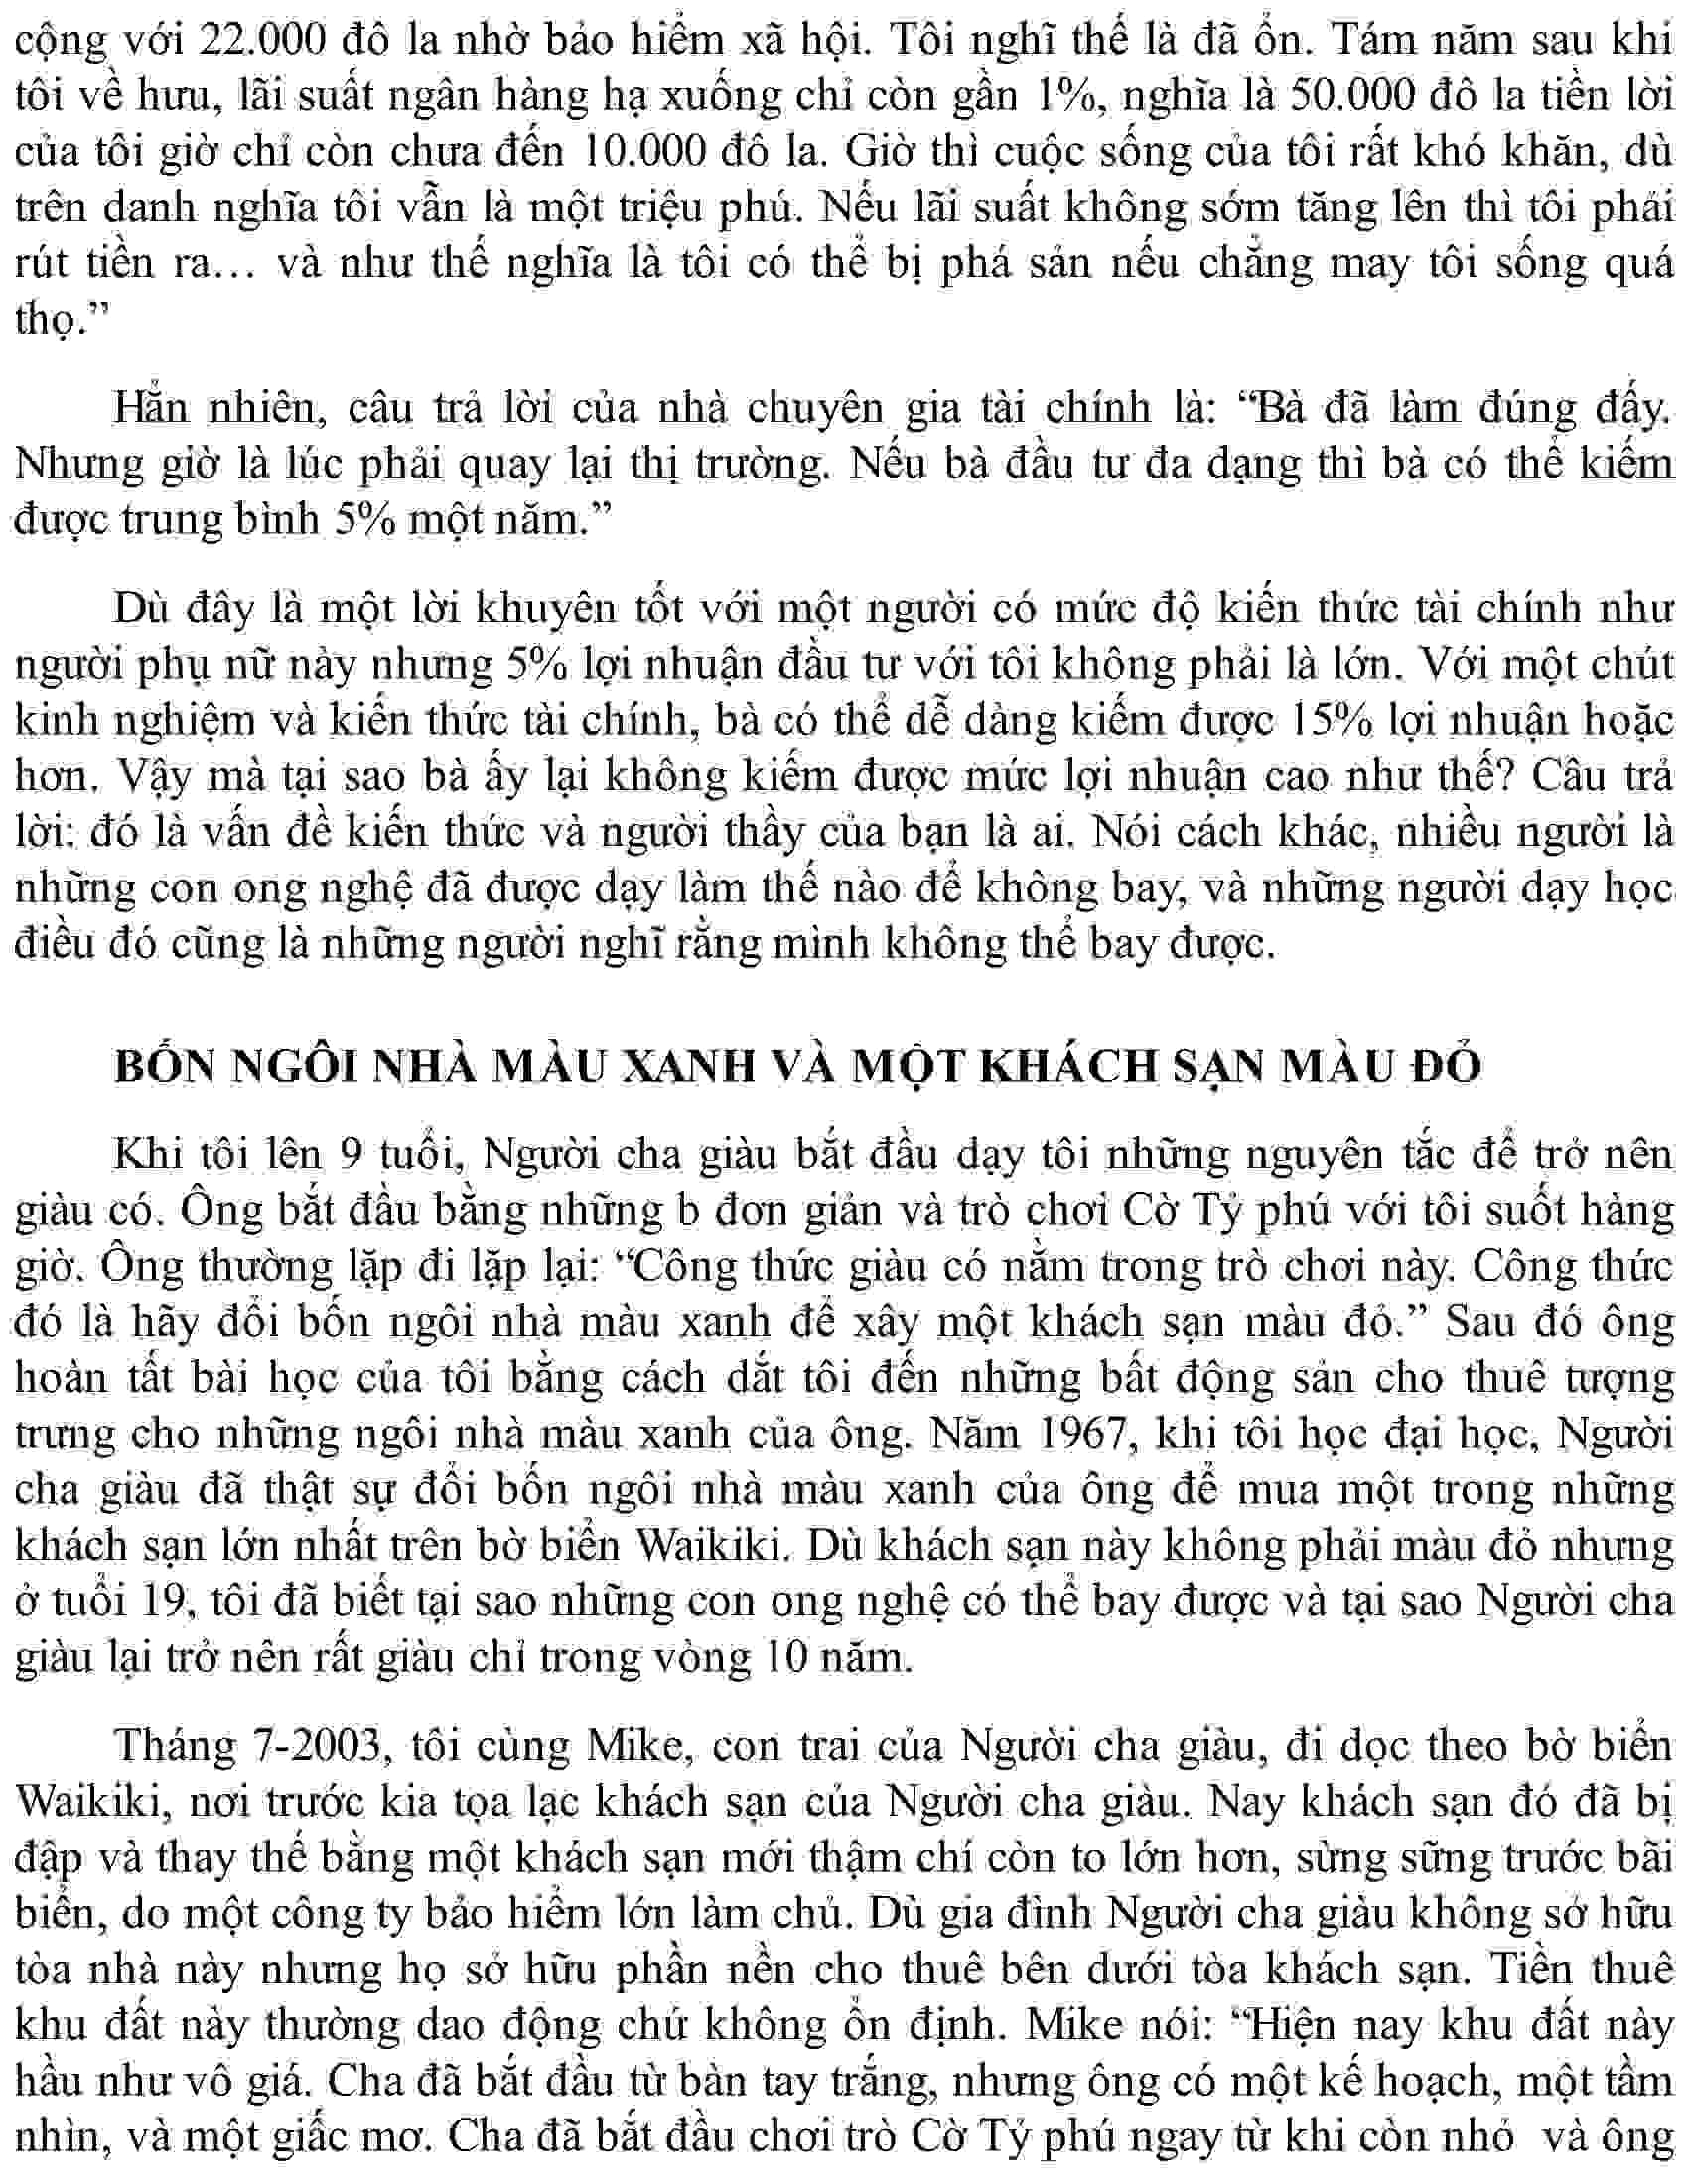 cộng với 22.000 đô la nhờ bảo hiểm xã hội. Tôi nghĩ thế là đã ổn. Tám năm sau khi
tôi về hưu, lãi suất ngân hàng hạ xuống chỉ còn gần 1%, nghĩa là 50.000 đô la tiền lời
của tôi giờ chỉ còn chưa đến 10.000 đô la. Giờ thì cuộc sống của tôi rất khó khăn, dù
trên danh nghĩa tôi vẫn là một triệu phú. Nếu lãi suất không sớm tăng lên thì tôi phải
rút tiền ra… và như thế nghĩa là tôi có thể bị phá sản nếu chẳng may tôi sống quá
thọ.”
Hẳn nhiên, câu trả lời của nhà chuyên gia tài chính là: “Bà đã làm đúng đấy.
Nhưng giờ là lúc phải quay lại thị trường. Nếu bà đầu tư đa dạng thì bà có thể kiếm
được trung bình 5% một năm.”
Dù đây là một lời khuyên tốt với một người có mức độ kiến thức tài chính như
người phụ nữ này nhưng 5% lợi nhuận đầu tư với tôi không phải là lớn. Với một chút
kinh nghiệm và kiến thức tài chính, bà có thể dễ dàng kiếm được 15% lợi nhuận hoặc
hơn. Vậy mà tại sao bà ấy lại không kiếm được mức lợi nhuận cao như thế? Câu trả
lời: đó là vấn đề kiến thức và người thầy của bạn là ai. Nói cách khác, nhiều người là
những con ong nghệ đã được dạy làm thế nào để không bay, và những người dạy học
điều đó cũng là những người nghĩ rằng mình không thể bay được.
BỐN NGÔI NHÀ MÀU XANH VÀ MỘT KHÁCH SẠN MÀU ĐỎ
Khi tôi lên 9 tuổi, Người cha giàu bắt đầu dạy tôi những nguyên tắc để trở nên
giàu có. Ông bắt đầu bằng những b đơn giản và trò chơi Cờ Tỷ phú với tôi suốt hàng
giờ. Ông thường lặp đi lặp lại: “Công thức giàu có nằm trong trò chơi này. Công thức
đó là hãy đổi bốn ngôi nhà màu xanh để xây một khách sạn màu đỏ.” Sau đó ông
hoàn tất bài học của tôi bằng cách dắt tôi đến những bất động sản cho thuê tượng
trưng cho những ngôi nhà màu xanh của ông. Năm 1967, khi tôi học đại học, Người
cha giàu đã thật sự đổi bốn ngôi nhà màu xanh của ông để mua một trong những
khách sạn lớn nhất trên bờ biển Waikiki. Dù khách sạn này không phải màu đỏ nhưng
ở tuổi 19, tôi đã biết tại sao những con ong nghệ có thể bay được và tại sao Người cha
giàu lại trở nên rất giàu chỉ trong vòng 10 năm.
Tháng 7-2003, tôi cùng Mike, con trai của Người cha giàu, đi dọc theo bờ biển
Waikiki, nơi trước kia tọa lạc khách sạn của Người cha giàu. Nay khách sạn đó đã bị
đập và thay thế bằng một khách sạn mới thậm chí còn to lớn hơn, sừng sững trước bãi
biển, do một công ty bảo hiểm lớn làm chủ. Dù gia đình Người cha giàu không sở hữu
tòa nhà này nhưng họ sở hữu phần nền cho thuê bên dưới tòa khách sạn. Tiền thuê
khu đất này thường dao động chứ không ổn định. Mike nói: “Hiện nay khu đất này
hầu như vô giá. Cha đã bắt đầu từ bàn tay trắng, nhưng ông có một kế hoạch, một tầm
nhìn, và một giấc mơ. Cha đã bắt đầu chơi trò Cờ Tỷ phú ngay từ khi còn nhỏ và ông